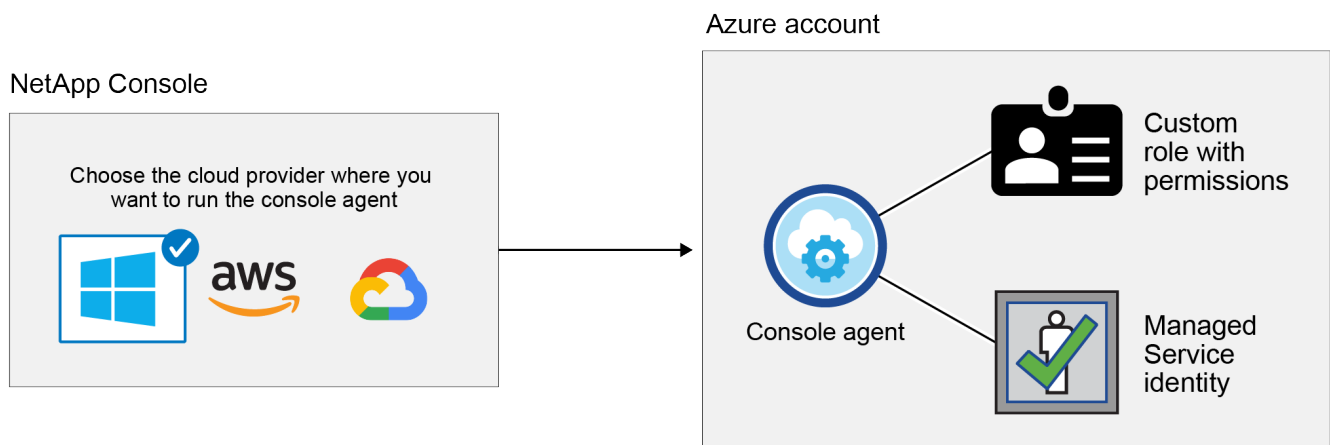 Azure account
NetApp Console
Choose the cloud provider where you
want to run the console agent
aws
Custom
role with
permissions
Console agent
Managed
Service
identity